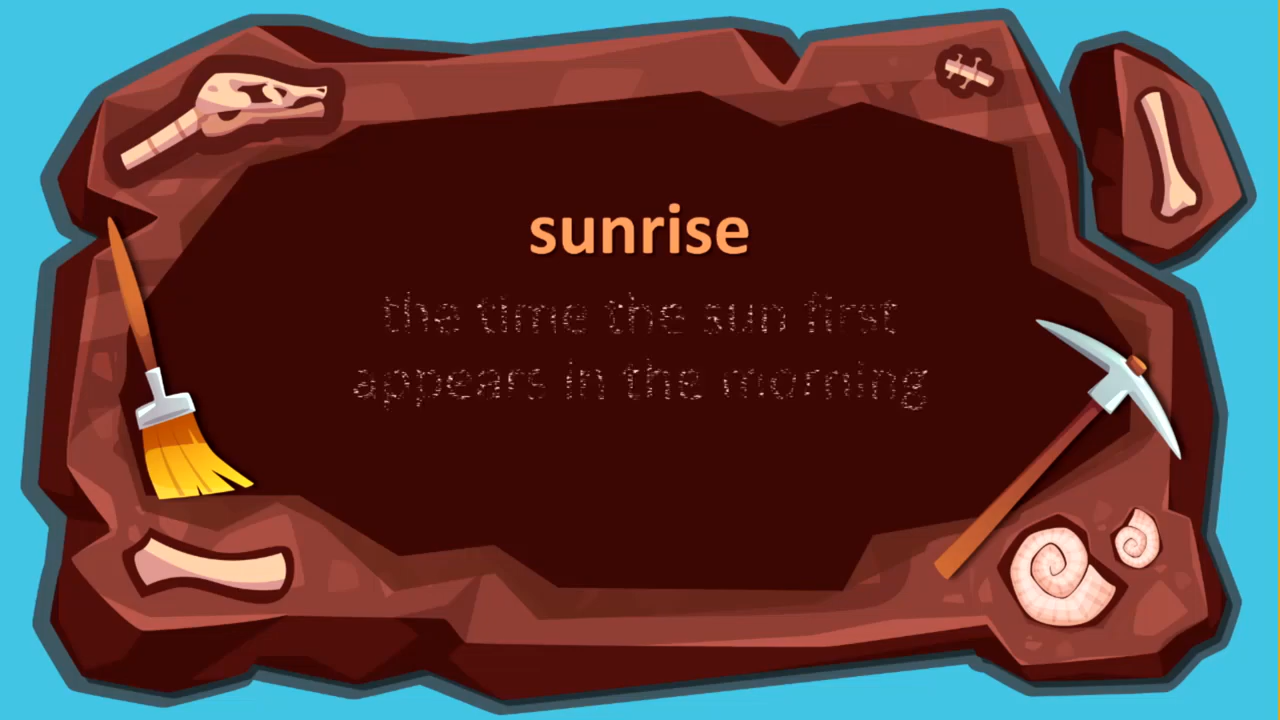 sunrise
the time the sun first
appears in the morning